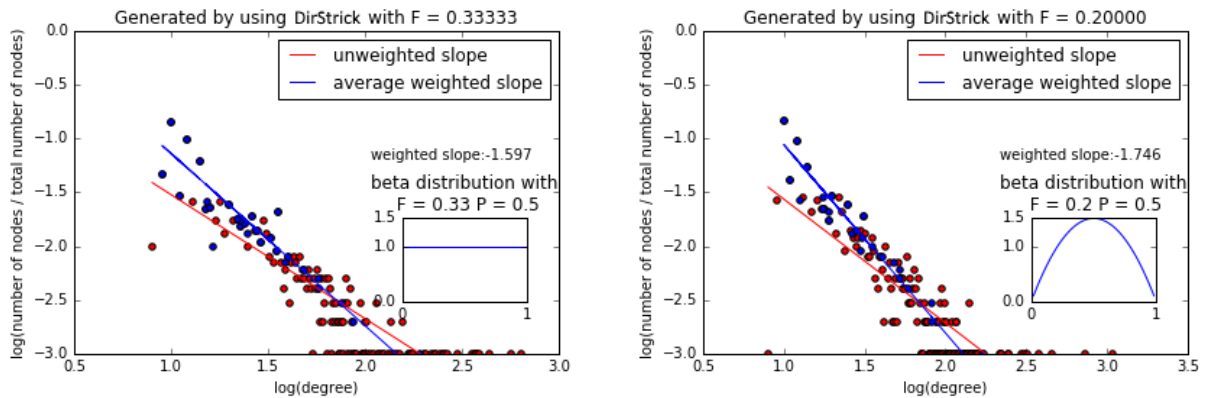 Generated by using DirStrick with F = 0.33333
log(number of nodes / total number of nodes)
0.0
−0.5
−1.0
−1.5
−2.0
−2.5
−3.0
unweighted slope
average weighted slope
weighted slope:-1.597
beta distribution with
F = 0.33 P = 0.5
1.5
1.0
0.0
0 1
0.5 1.0 1.5 2.0 2.5 3.0
log(degree)
Generated by using DirStrick with F = 0.20000
log(number of nodes / total number of nodes)
0.0
−0.5
−1.0
−1.5
−2.0
−2.5
−3.0
unweighted slope
average weighted slope
weighted slope:-1.746
beta distribution with
F = 0.2 P = 0.5
1.5
1.0
0.0
0 1
0.5 1.0 1.5 2.0 2.5 3.0 3.5
log(degree)